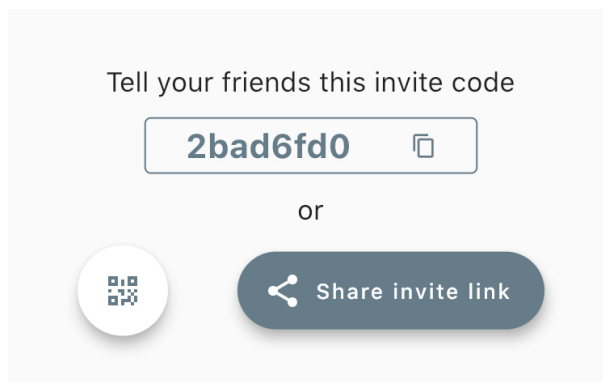 Tell your friends this invite code
2bad6fd0
or
Share invite link